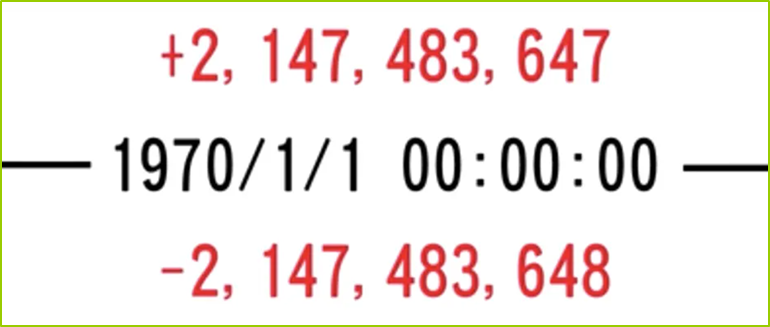 +2, 147, 483, 647
1970/1/1 00:00:00
-2, 147, 483, 648